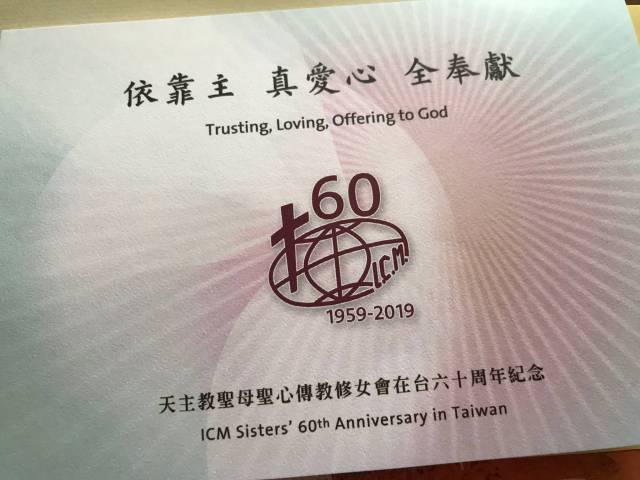 依靠主 真愛心 全奉獻
Trusting, Loving, Offering to God
60
I.C.M.
1959-2019
天主教聖母聖心傳教修女會在台六十周年紀念
ICM Sisters' 60th Anniversary in Taiwan